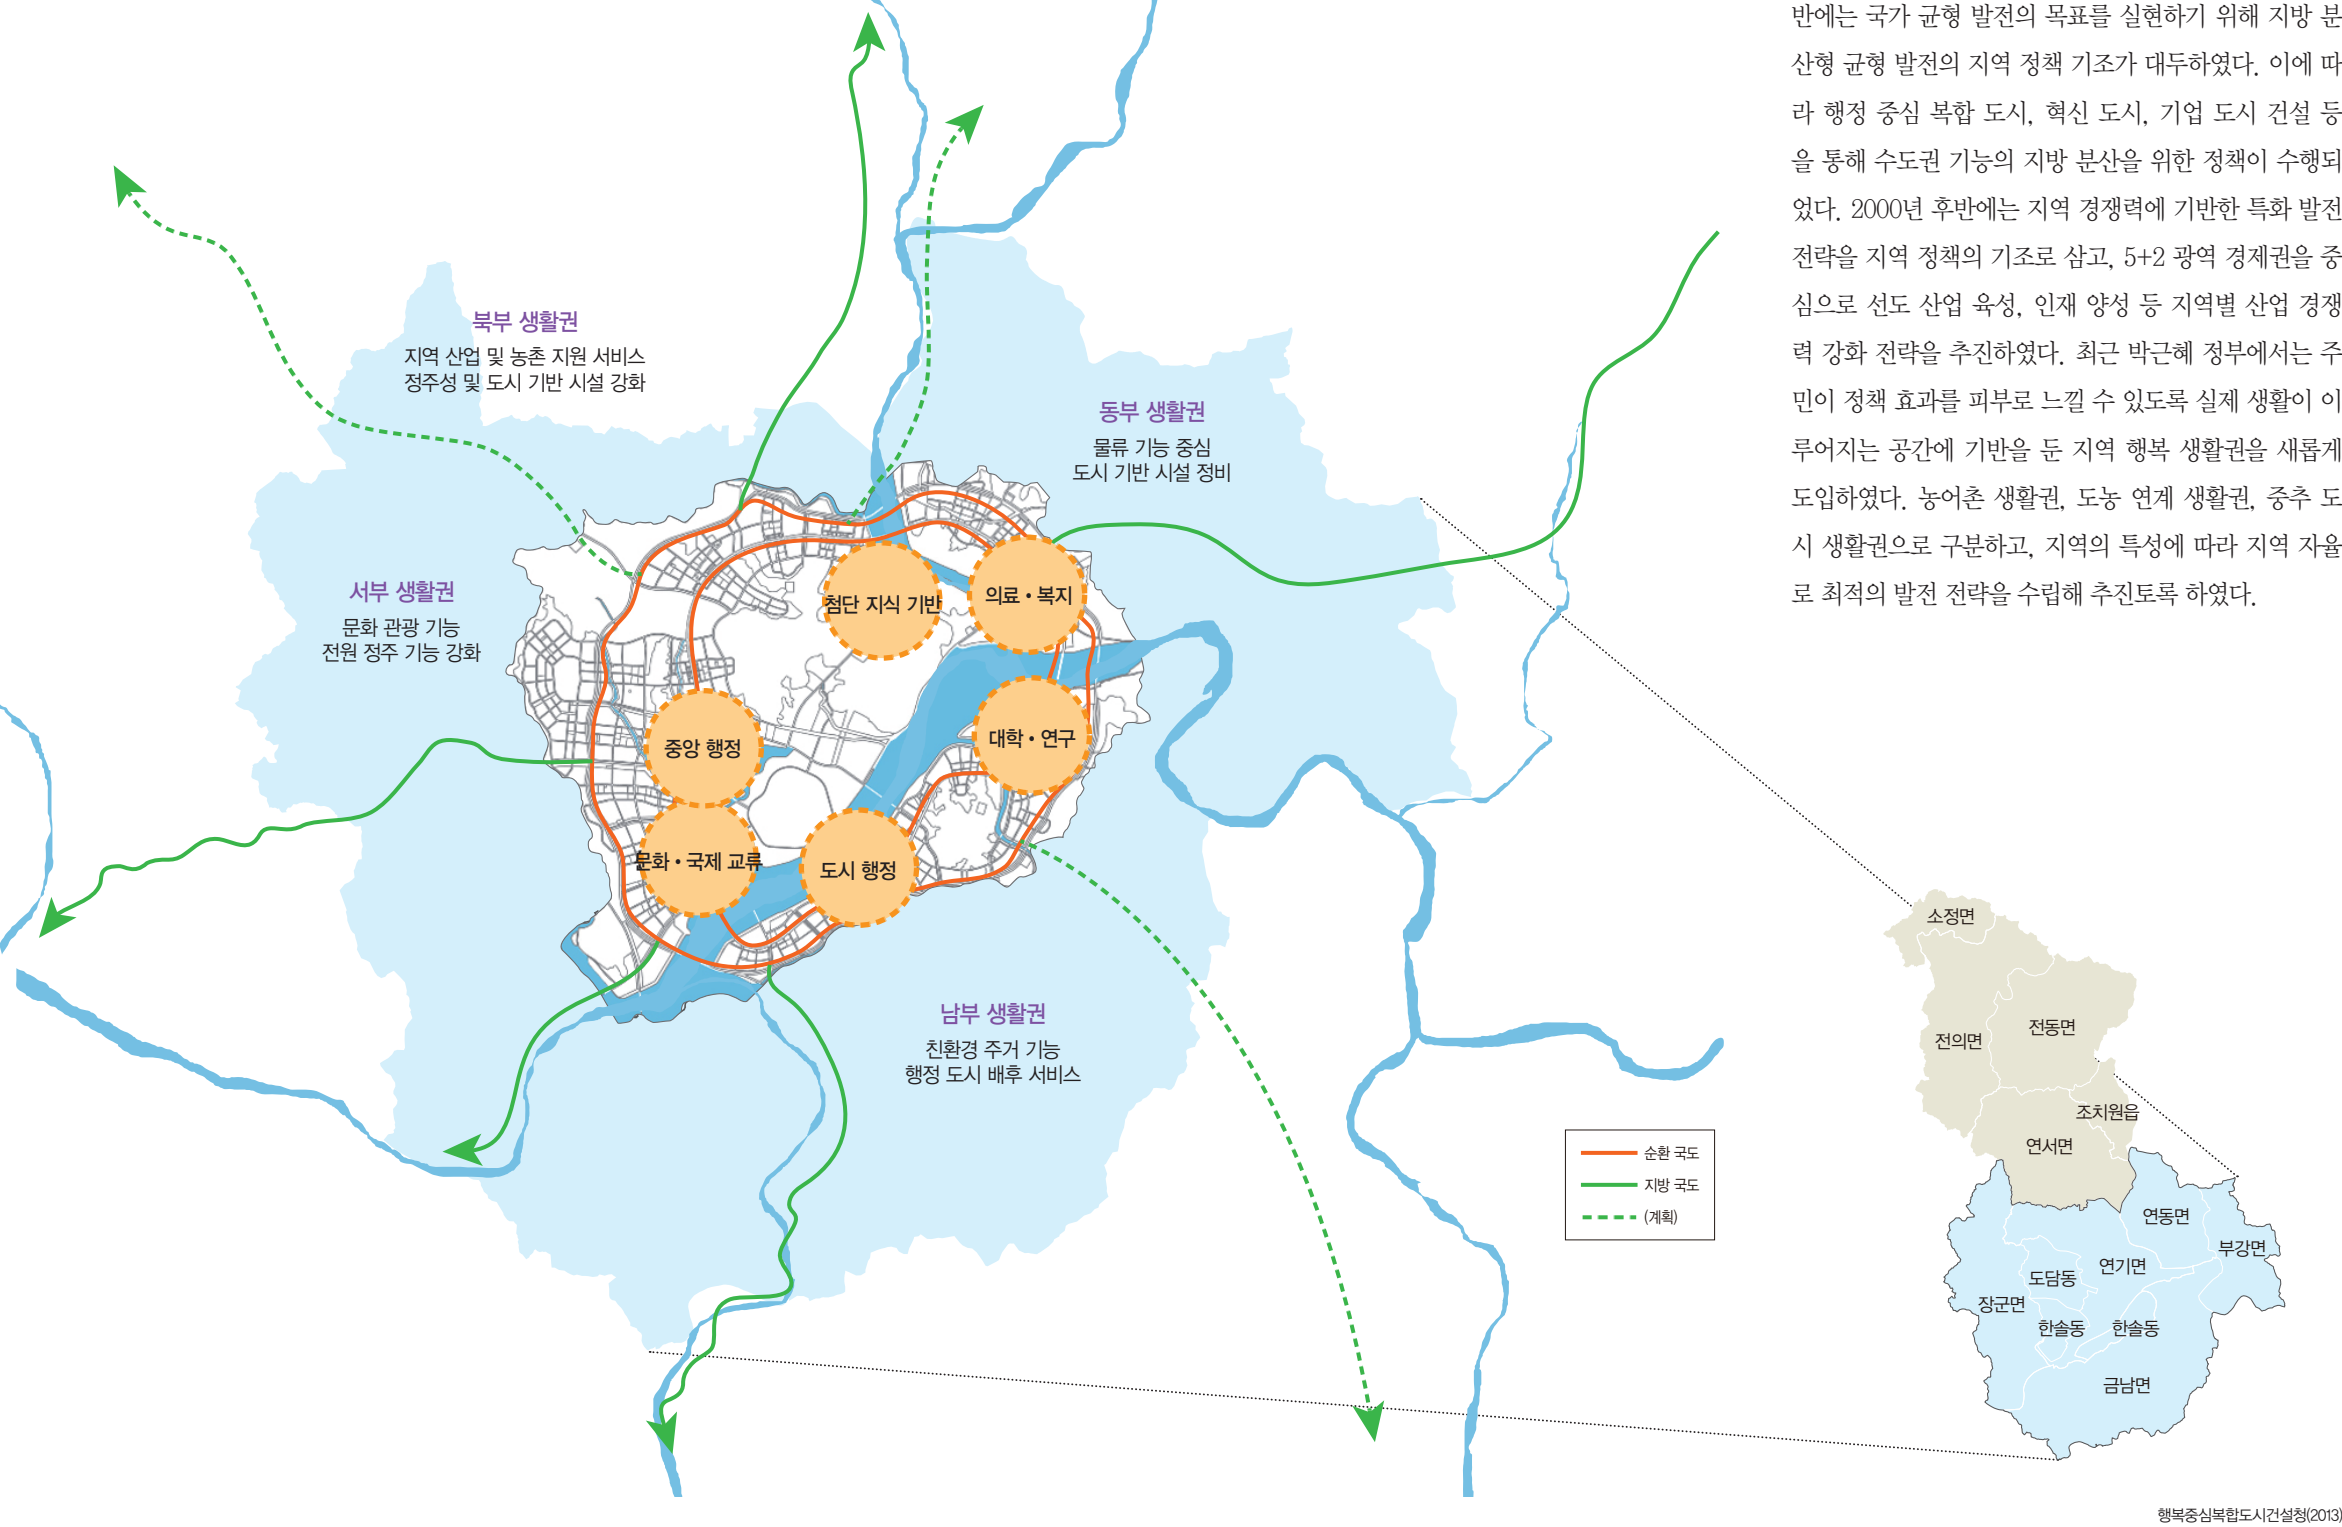 반에는 국가 균형 발전의 목표를 실현하기 위해 지방 분
산형 균형 발전의 지역 정책 기조가 대두하였다. 이에 따
라 행정 중심 복합 도시, 혁신 도시, 기업 도시 건설 등
을 통해 수도권 기능의 지방 분산을 위한 정책이 수행되
었다. 2000년 후반에는 지역 경쟁력에 기반한 특화 발전
전략을 지역 정책의 기조로 삼고, 5+2 광역 경제권을 중
심으로 선도 산업 육성, 인재 양성 등 지역별 산업 경쟁
력 강화 전략을 추진하였다. 최근 박근혜 정부에서는 주
민이 정책 효과를 피부로 느낄 수 있도록 실제 생활이 이
루어지는 공간에 기반을 둔 지역 행복 생활권을 새롭게
도입하였다. 농어촌 생활권, 도농 연계 생활권, 중추 도
시 생활권으로 구분하고, 지역의 특성에 따라 지역 자율
로 최적의 발전 전략을 수립해 추진토록 하였다.
북부 생활권
지역 산업 및 농촌 지원 서비스
정주성 및 도시 기반 시설 강화
동부 생활권
물류 기능 중심
도시 기반 시설 정비
서부 생활권
문화 관광 기능
전원 정주 기능 강화
첨단 지식 기반
의료 • 복지
중앙 행정
대학 • 연구
문화 • 국제 교류
도시 행정
남부 생활권
친환경 주거 기능
행정 도시 배후 서비스
순환 국도
지방 국도
(계획)
소정면
전의면
전동면
조치원읍
연서면
연동면
부강면
연기면
도담동
장군면
한솔동
한솔동
금남면
행복중심복합도시건설청(2013)